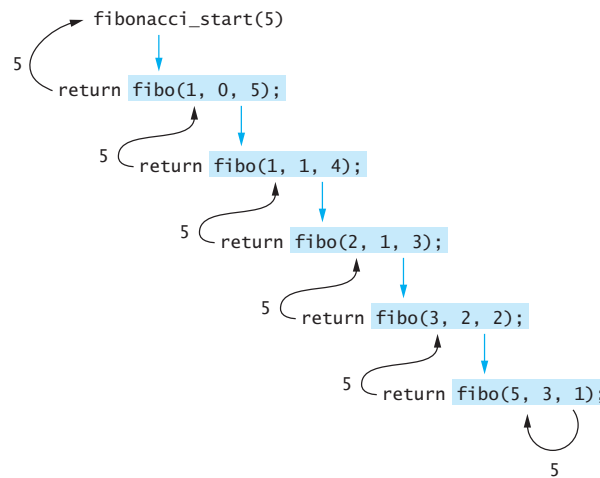 fibonacci_start(5)
5
return fibo(1, 0, 5);
5
return fibo(1, 1, 4);
5
return fibo(2, 1, 3);
5
return fibo(3, 2, 2);
5
return fibo(5, 3, 1);
5